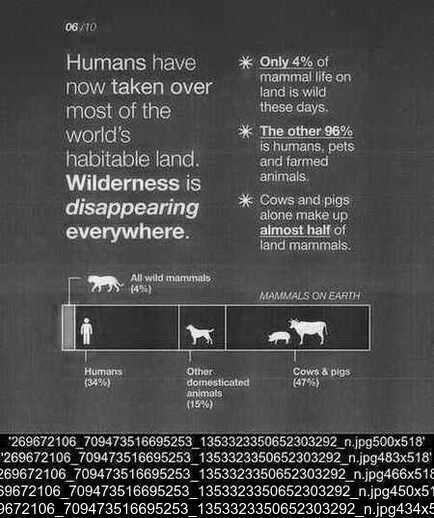 06/10
Humans have
now taken over
most of the
world's
habitable land.
Wilderness is
disappearing
everywhere.
Only 4% of
mammal life on
land is wild
these days.
The other 96%
is humans, pets
and farmed
animals.
Cows and pigs
alone make up
almost half of
land mammals.
All wild mammals
(4%)
MAMMALS ON EARTH
Humans
(34%)
Other
domesticated
animals
(15%)
Cows & pigs
(47%)
'269672106_709473516695253_1353323350652303292_n.jpg500x518'
'269672106_709473516695253_1353323350652303292_n.jpg483x518'
269672106_709473516695253_1353323350652303292_n.jpg466x518
69672106_709473516695253_1353323350652303292_n.jpg450x51
9672106_709473516695253_1353323350652303292_n.jpg434x5